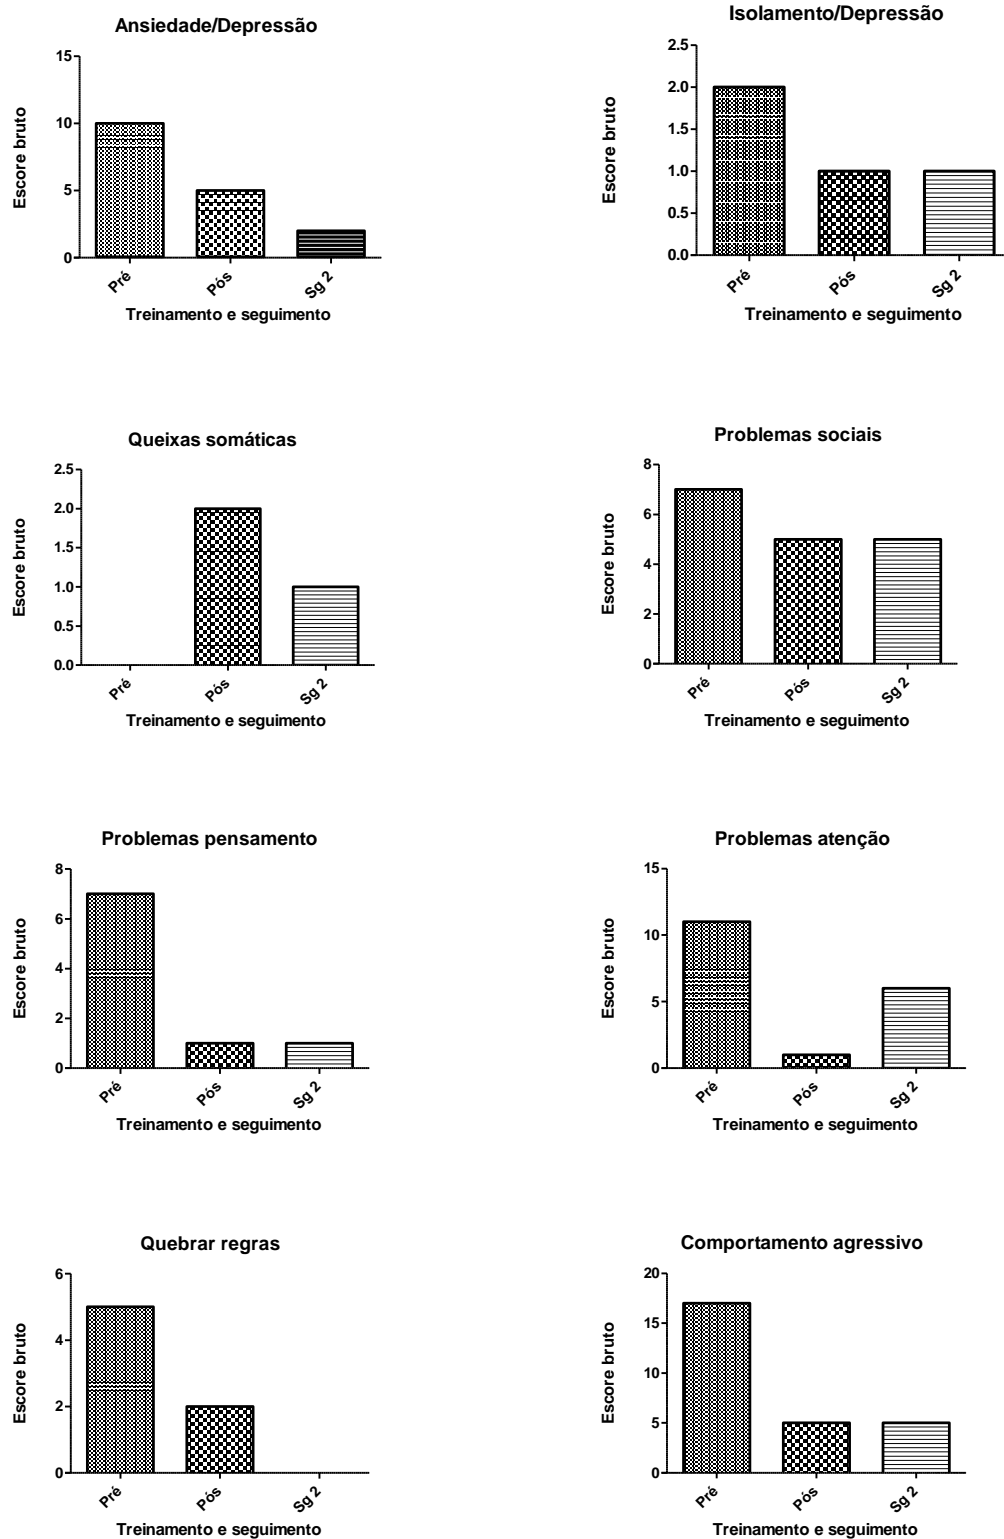 Ansiedade/Depressão
15
10
5
0
Escore bruto
Pré
Pós
Sg 2
Treinamento e seguimento
Isolamento/Depressão
2.5
2.0
1.5
1.0
0.5
0.0
Escore bruto
Pré
Pós
Sg 2
Treinamento e seguimento
Queixas somáticas
2.5
2.0
1.5
1.0
0.5
0.0
Escore bruto
Pré
Pós
Sg 2
Treinamento e seguimento
Problemas sociais
8
6
4
2
0
Escore bruto
Pré
Pós
Sg 2
Treinamento e seguimento
Problemas pensamento
8
6
4
2
0
Escore bruto
Pré
Pós
Sg 2
Treinamento e seguimento
Problemas atenção
15
10
5
0
Escore bruto
Pré
Pós
Sg 2
Treinamento e seguimento
Quebrar regras
6
4
2
0
Escore bruto
Pré
Pós
Sg 2
Treinamento e seguimento
Comportamento agressivo
20
15
10
5
0
Escore bruto
Pré
Pós
Sg 2
Treinamento e seguimento